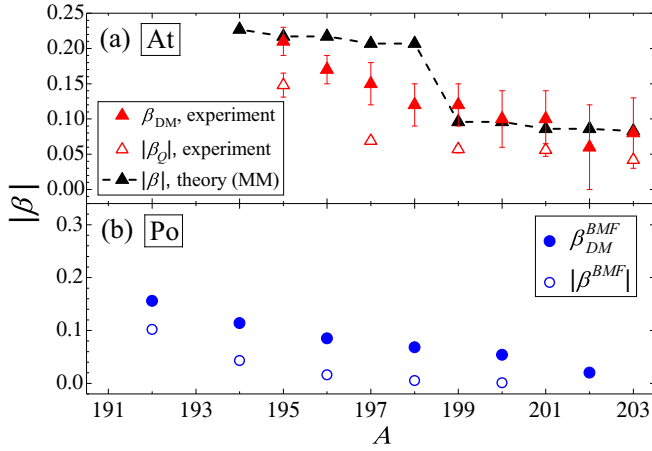 0.25
(a) At
0.20
0.15
0.10
0.05
0.00
β_DM, experiment
|β_Q|, experiment
|β|, theory (MM)
|β|
(b) Po
0.3
0.2
0.1
0.0
β_DM^BMF
|β^BMF|
191 193 195 197 199 201 203
A